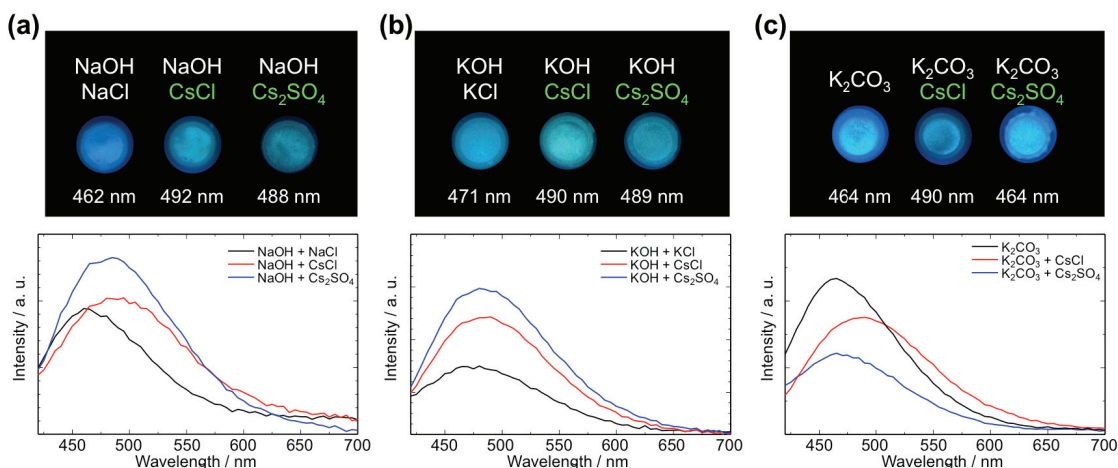 (a)
NaOH NaOH NaOH
NaCl CsCl Cs₂SO₄
462 nm 492 nm 488 nm
Intensity / a. u.
NaOH + NaCl
NaOH + CsCl
NaOH + Cs₂SO₄
450 500 550 600 650 700
Wavelength / nm
(b)
KOH KOH KOH
KCl CsCl Cs₂SO₄
471 nm 490 nm 489 nm
Intensity / a. u.
KOH + KCl
KOH + CsCl
KOH + Cs₂SO₄
450 500 550 600 650 700
Wavelength / nm
(c)
K₂CO₃ K₂CO₃ K₂CO₃
CsCl Cs₂SO₄
464 nm 490 nm 464 nm
Intensity / a. u.
K₂CO₃
K₂CO₃ + CsCl
K₂CO₃ + Cs₂SO₄
450 500 550 600 650 700
Wavelength / nm